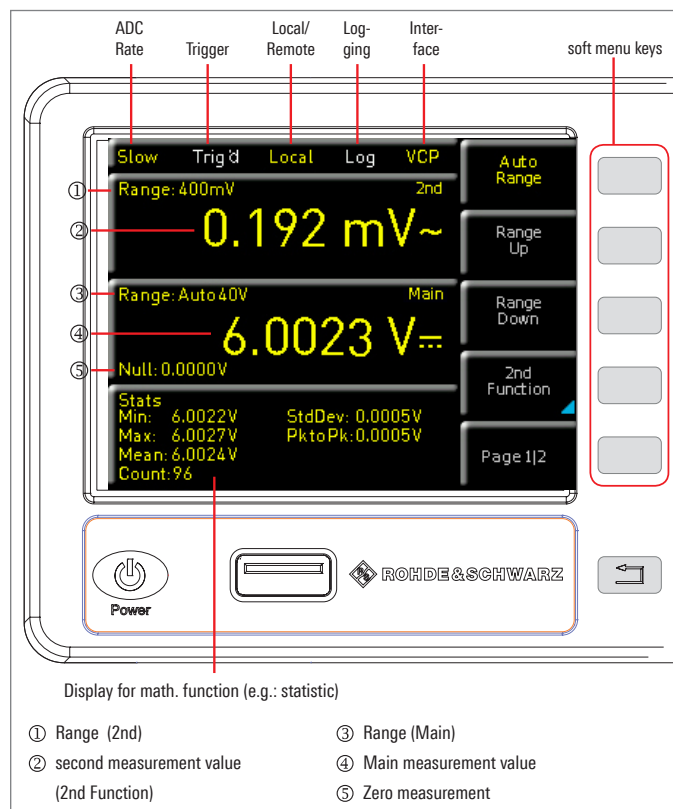 ADC Rate
Trigger
Local/ Remote
Log- ging
Inter- face
soft menu keys
Slow Trig'd Local Log VCP
Auto Range
① Range: 400mV 2nd
② 0.192 mV~
Range Up
③ Range: Auto40V Main
Range Down
④ 6.0023 V⎓
⑤ Null: 0.0000V
2nd Function
Stats
Min: 6.0022V StdDev: 0.0005V
Max: 6.0027V PktoPk: 0.0005V
Mean: 6.0024V
Count: 96
Page 1|2
Power
ROHDE&SCHWARZ
Display for math. function (e.g.: statistic)
① Range (2nd)
② second measurement value
(2nd Function)
③ Range (Main)
④ Main measurement value
⑤ Zero measurement